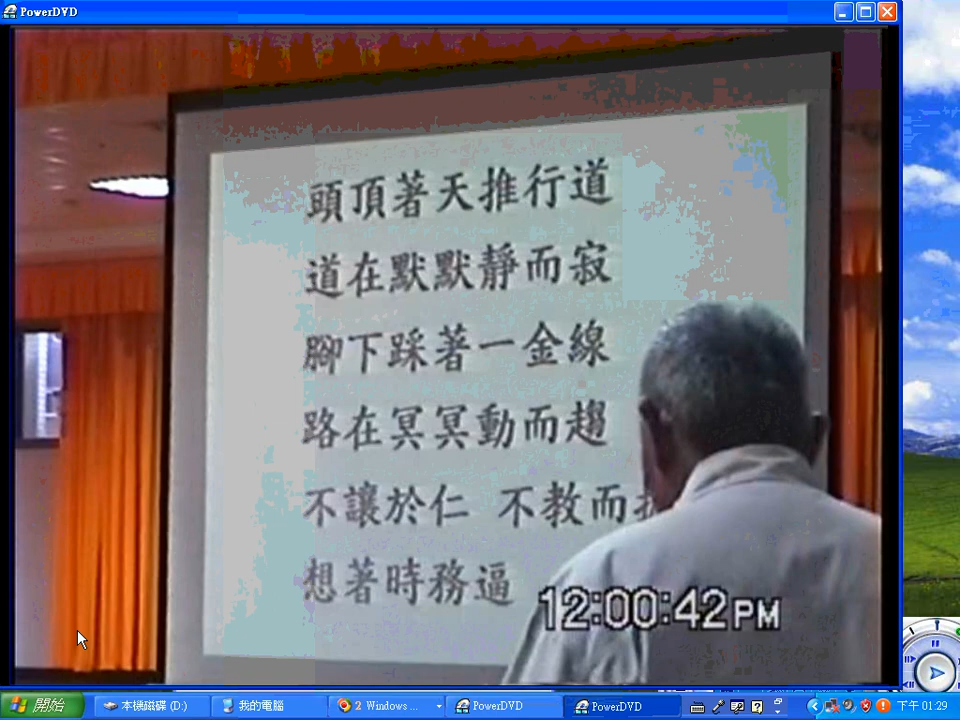 PowerDVD
頭頂著天推行道
道在默默靜而寂
腳下踩著一金線
路在冥冥動而趨
不讓於仁 不教而
想著時務逼
12:00:42PM
開始
本機磁碟 (D:)
我的電腦
2 Windows ...
PowerDVD
PowerDVD
下午 01:29